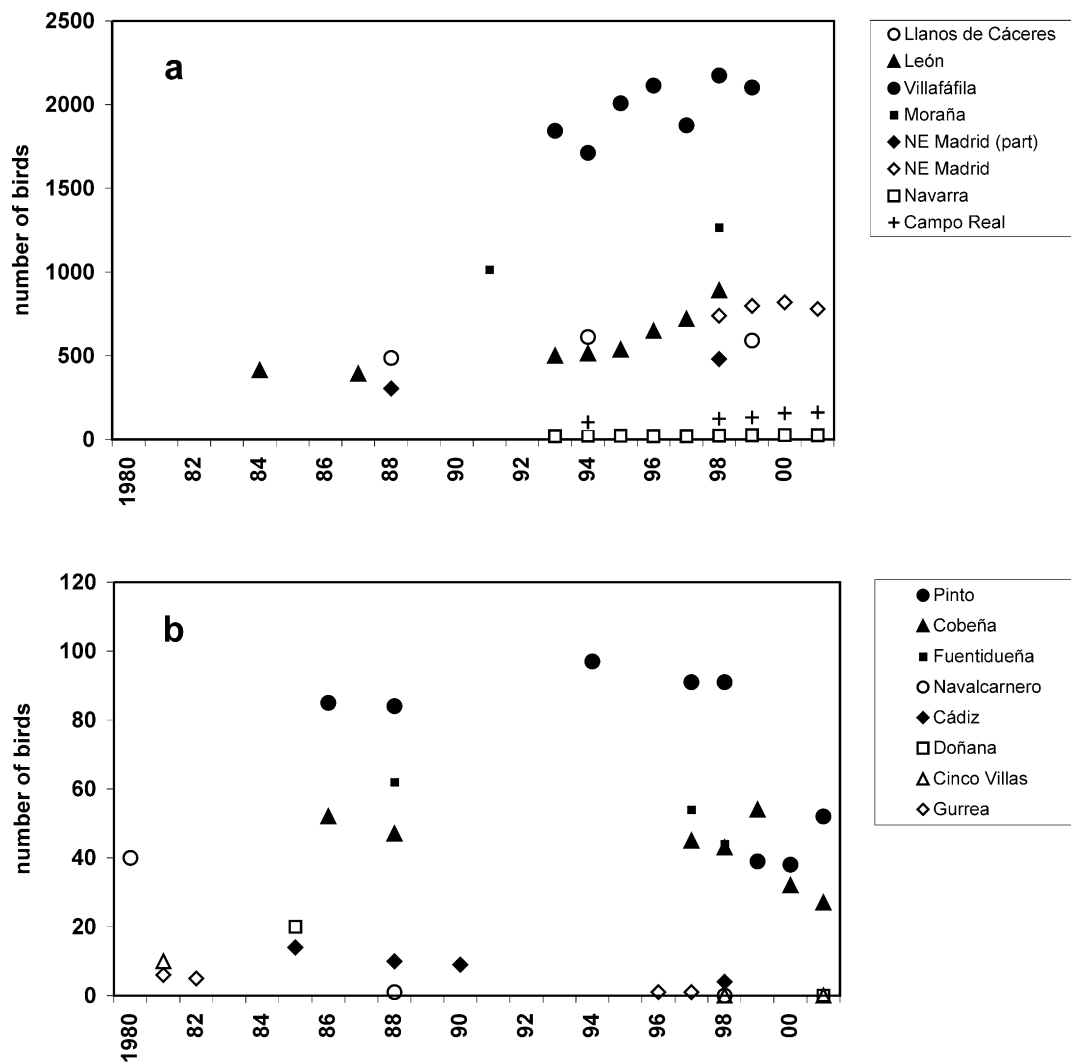 2500
2000
1500
1000
500
0
number of birds
a
1980 82 84 86 88 90 92 94 96 98 00
Llanos de Cáceres
León
Villafáfila
Moraña
NE Madrid (part)
NE Madrid
Navarra
Campo Real
120
100
80
60
40
20
0
number of birds
b
1980 82 84 86 88 90 92 94 96 98 00
Pinto
Cobeña
Fuentidueña
Navalcarnero
Cádiz
Doñana
Cinco Villas
Gurrea